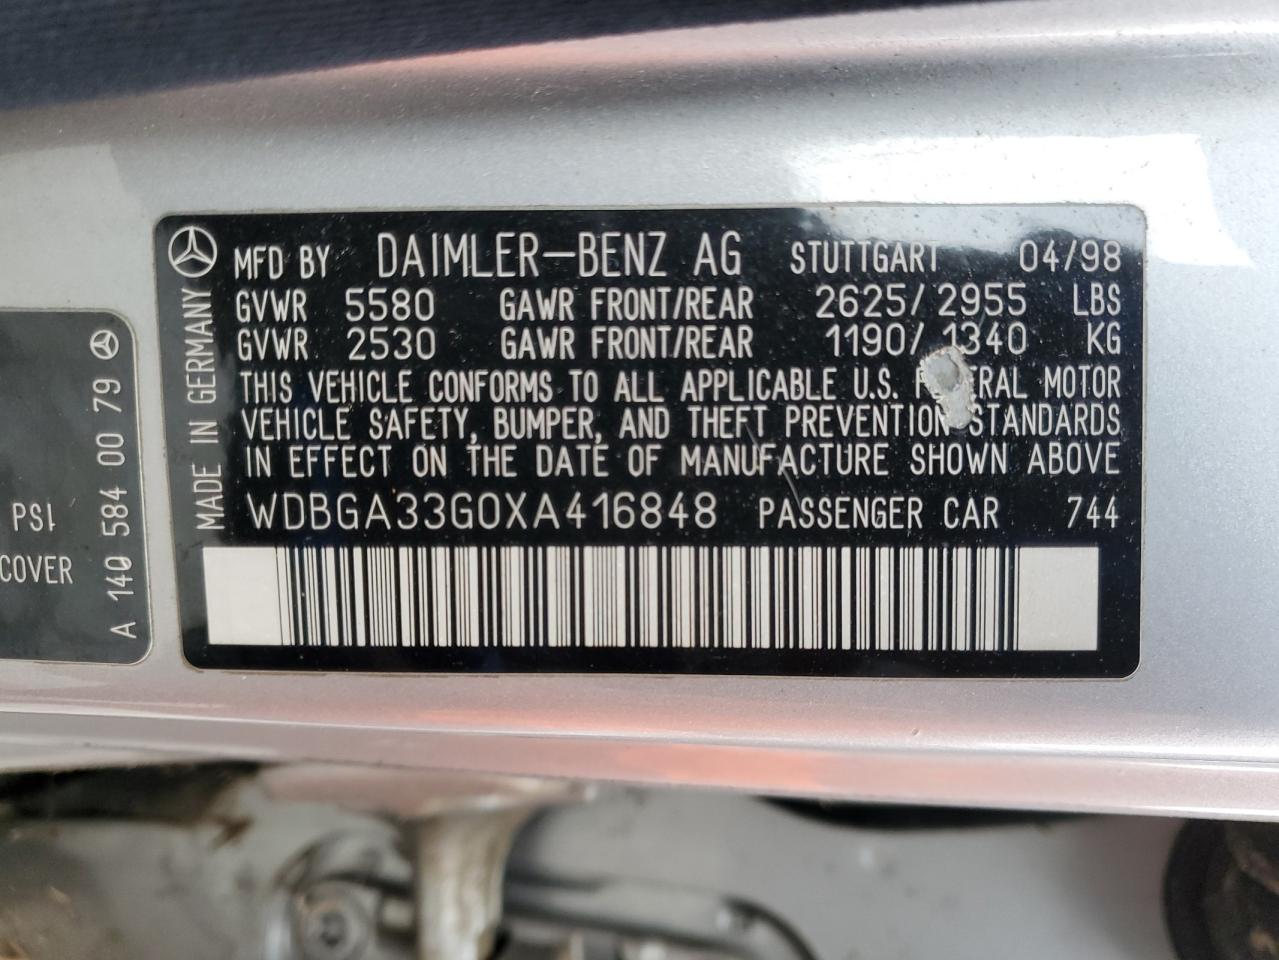 MFD BY DAIMLER-BENZ AG STUTTGART 04/98
GVWR 5580 GAWR FRONT/REAR 2625/2955 LBS
GVWR 2530 GAWR FRONT/REAR 1190/1340 KG
THIS VEHICLE CONFORMS TO ALL APPLICABLE U.S. MOTOR
VEHICLE SAFETY, BUMPER, AND THEFT PREVENTION STANDARDS
IN EFFECT ON THE DATE OF MANUFACTURE SHOWN ABOVE
WDBGA33G0XA416848 PASSENGER CAR 744
MADE IN GERMANY
A 140 584 00 79
PSI
COVER